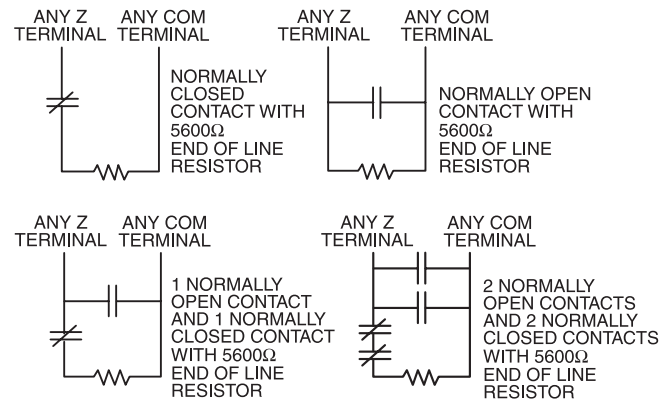 ANY Z TERMINAL
ANY COM TERMINAL
NORMALLY
CLOSED
CONTACT WITH
5600Ω
END OF LINE
RESISTOR
ANY Z TERMINAL
ANY COM TERMINAL
NORMALLY OPEN
CONTACT WITH
5600Ω
END OF LINE
RESISTOR
ANY Z TERMINAL
ANY COM TERMINAL
1 NORMALLY
OPEN CONTACT
AND 1 NORMALLY
CLOSED CONTACT
WITH 5600Ω
END OF LINE
RESISTOR
ANY Z TERMINAL
ANY COM TERMINAL
2 NORMALLY
OPEN CONTACTS
AND 2 NORMALLY
CLOSED CONTACTS
WITH 5600Ω
END OF LINE
RESISTOR